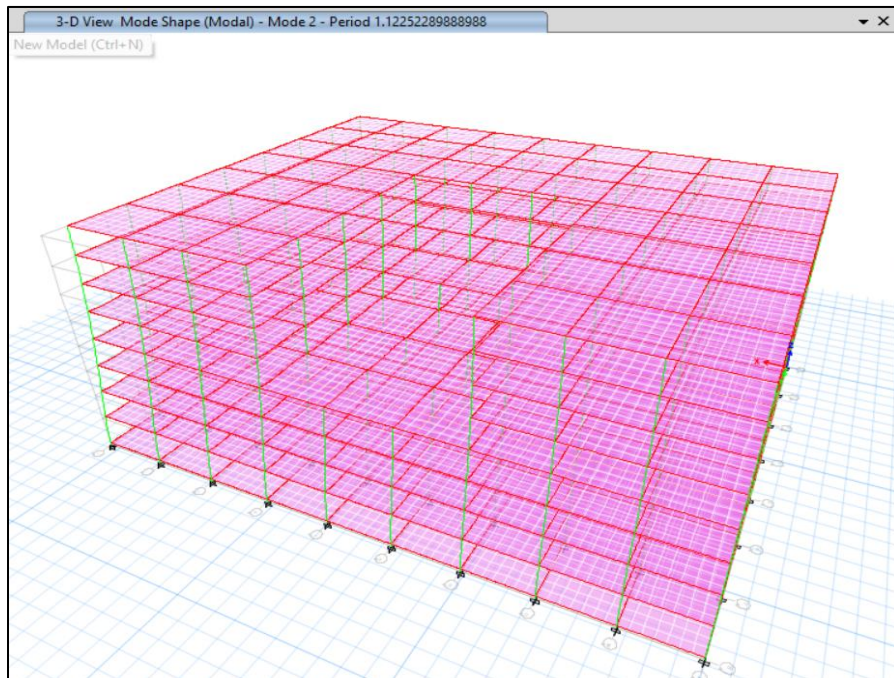 3-D View Mode Shape (Modal) - Mode 2 - Period 1.12252289888988
New Model (Ctrl+N)
X